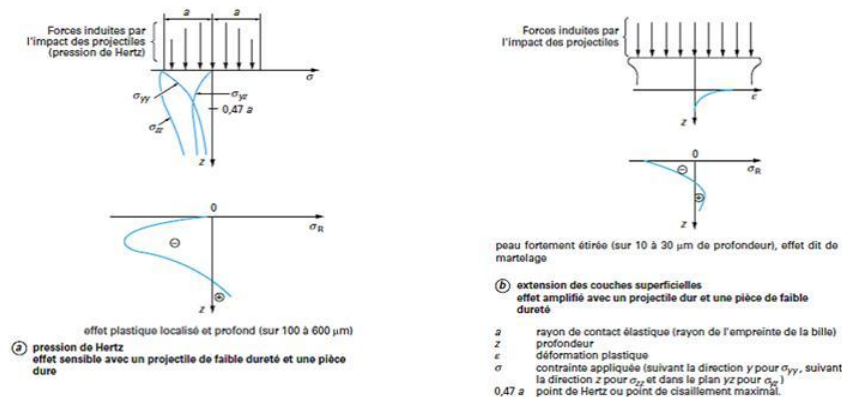 a a
Forces induites par
l'impact des projectiles
(pression de Hertz)
σ
σyy
σyz
0,47 a
σzz
z
0
σR
⊖
⊕
z
effet plastique localisé et profond (sur 100 à 600 μm)
a pression de Hertz
effet sensible avec un projectile de faible dureté et une pièce
dure
Forces induites par
l'impact des projectiles
ε
z
0
σR
⊖
⊕
z
peau fortement étirée (sur 10 à 30 μm de profondeur), effet dit de
martelage
b extension des couches superficielles
effet amplifié avec un projectile dur et une pièce de faible
dureté
a rayon de contact élastique (rayon de l'empreinte de la bille)
z profondeur
ε déformation plastique
σ contrainte appliquée (suivant la direction y pour σyy, suivant
la direction z pour σzz et dans le plan yz pour σyz)
0,47 a point de Hertz ou point de cisaillement maximal.